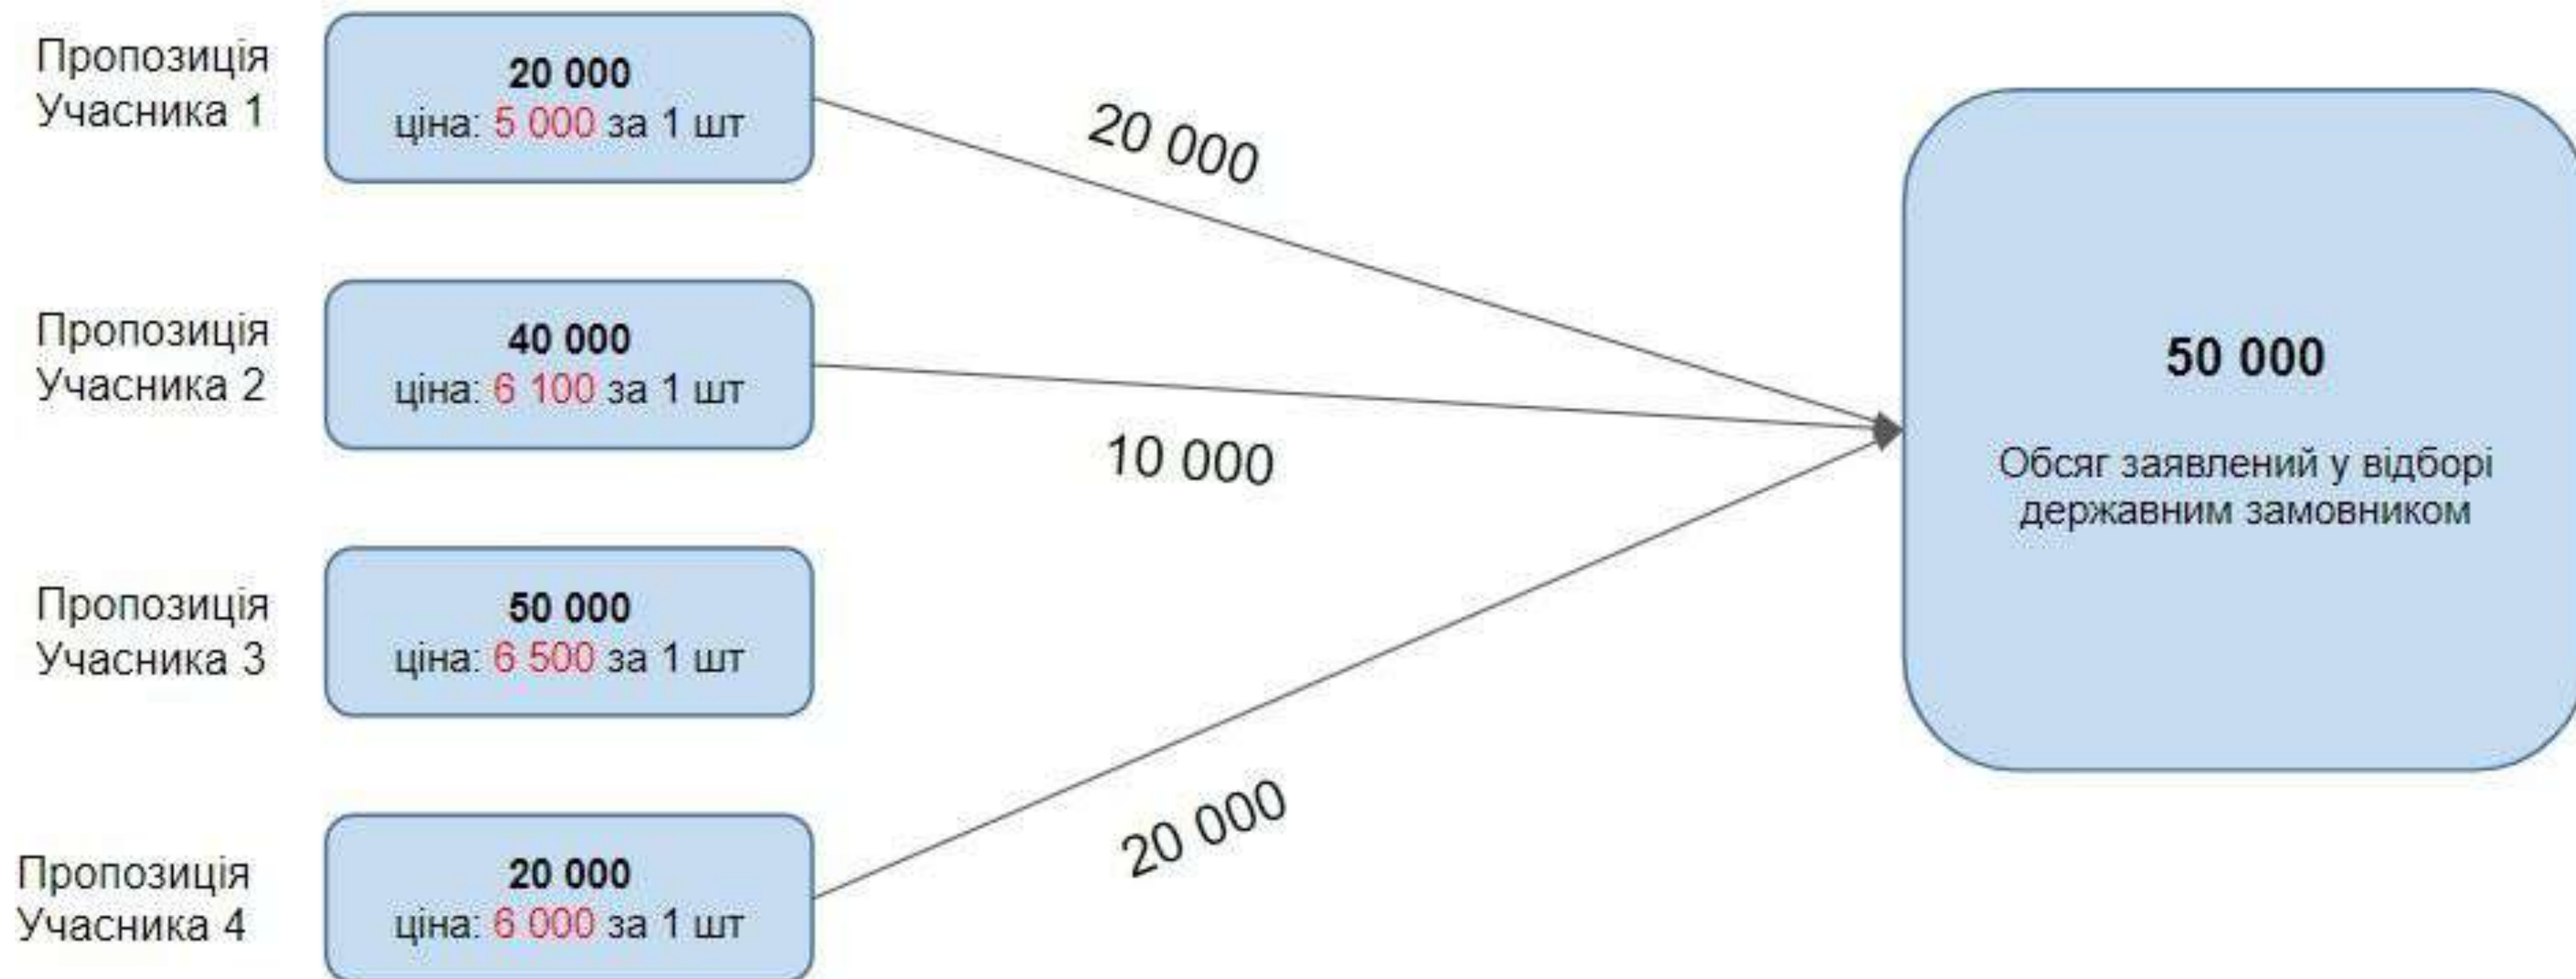 Пропозиція
Учасника 1
20 000
ціна: 5 000 за 1 шт
20 000
Пропозиція
Учасника 2
40 000
ціна: 6 100 за 1 шт
10 000
Пропозиція
Учасника 3
50 000
ціна: 6 500 за 1 шт
Пропозиція
Учасника 4
20 000
ціна: 6 000 за 1 шт
20 000
50 000
Обсяг заявлений у відборі
державним замовником